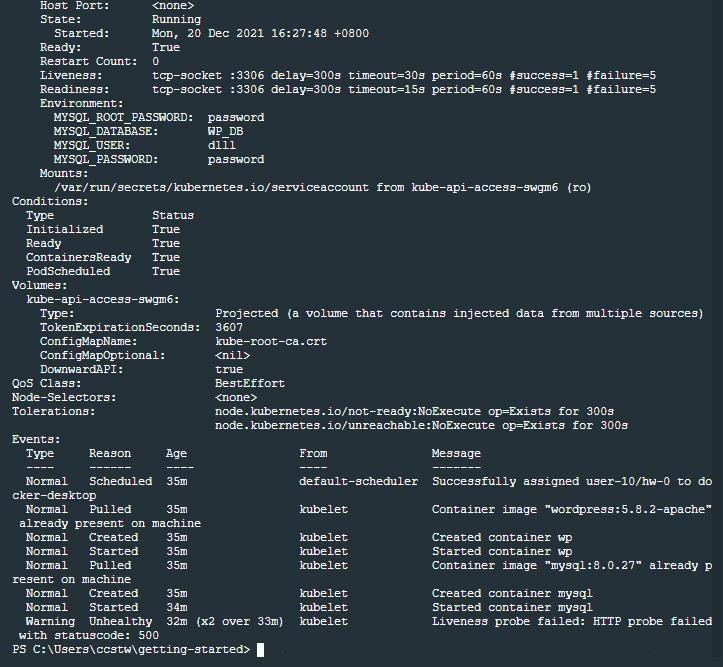 Host Port:      <none>
State:          Running
Started:      Mon, 20 Dec 2021 16:27:48 +0800
Ready:          True
Restart Count:  0
Liveness:       tcp-socket :3306 delay=300s timeout=30s period=60s #success=1 #failure=5
Readiness:      tcp-socket :3306 delay=300s timeout=15s period=60s #success=1 #failure=5
Environment:
MYSQL_ROOT_PASSWORD:  password
MYSQL_DATABASE:       WP_DB
MYSQL_USER:           dlll
MYSQL_PASSWORD:       password
Mounts:
/var/run/secrets/kubernetes.io/serviceaccount from kube-api-access-swgm6 (ro)
Conditions:
Type              Status
Initialized       True
Ready             True
ContainersReady   True
PodScheduled      True
Volumes:
kube-api-access-swgm6:
Type:                    Projected (a volume that contains injected data from multiple sources)
TokenExpirationSeconds:  3607
ConfigMapName:           kube-root-ca.crt
ConfigMapOptional:       <nil>
DownwardAPI:             true
QoS Class:                   BestEffort
Node-Selectors:              <none>
Tolerations:                 node.kubernetes.io/not-ready:NoExecute op=Exists for 300s
node.kubernetes.io/unreachable:NoExecute op=Exists for 300s
Events:
Type     Reason     Age                From               Message
----     ------     ----               ----               -------
Normal   Scheduled  35m                default-scheduler  Successfully assigned user-10/hw-0 to do
cker-desktop
Normal   Pulled     35m                kubelet            Container image "wordpress:5.8.2-apache"
already present on machine
Normal   Created    35m                kubelet            Created container wp
Normal   Started    35m                kubelet            Started container wp
Normal   Pulled     35m                kubelet            Container image "mysql:8.0.27" already p
resent on machine
Normal   Created    35m                kubelet            Created container mysql
Normal   Started    34m                kubelet            Started container mysql
Warning  Unhealthy  32m (x2 over 33m)  kubelet            Liveness probe failed: HTTP probe failed
with statuscode: 500
PS C:\Users\ccstw\getting-started>